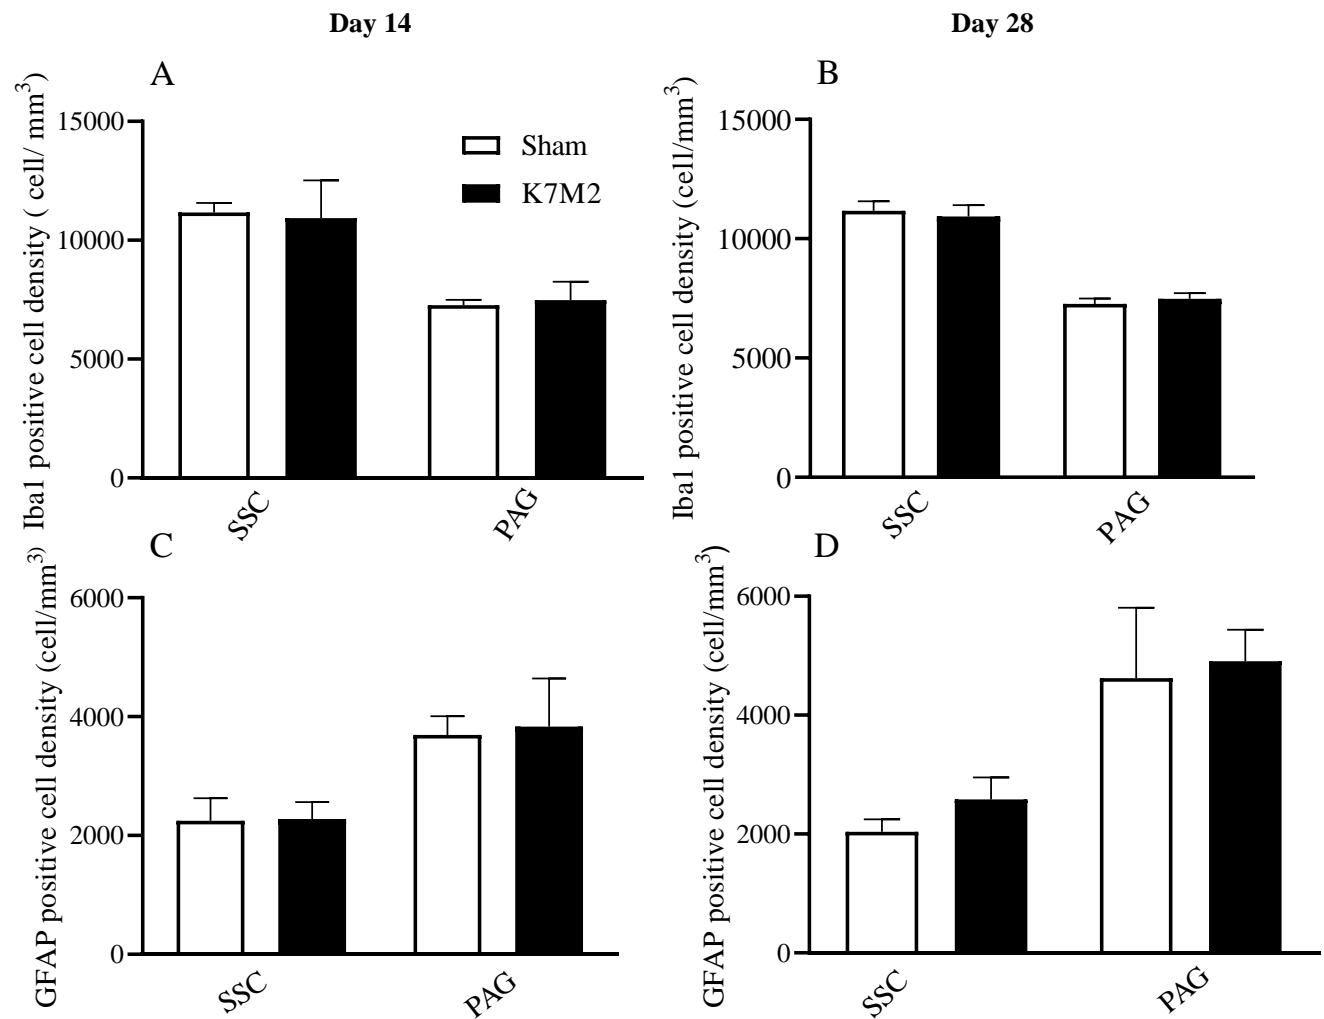 Day 14
Day 28
A
Iba1 positive cell density ( cell/ mm³)
15000
10000
5000
0
Sham
K7M2
SSC
PAG
B
Iba1 positive cell density (cell/mm³)
15000
10000
5000
0
SSC
PAG
C
GFAP positive cell density (cell/mm³)
6000
4000
2000
0
SSC
PAG
D
GFAP positive cell density (cell/mm³)
6000
4000
2000
0
SSC
PAG